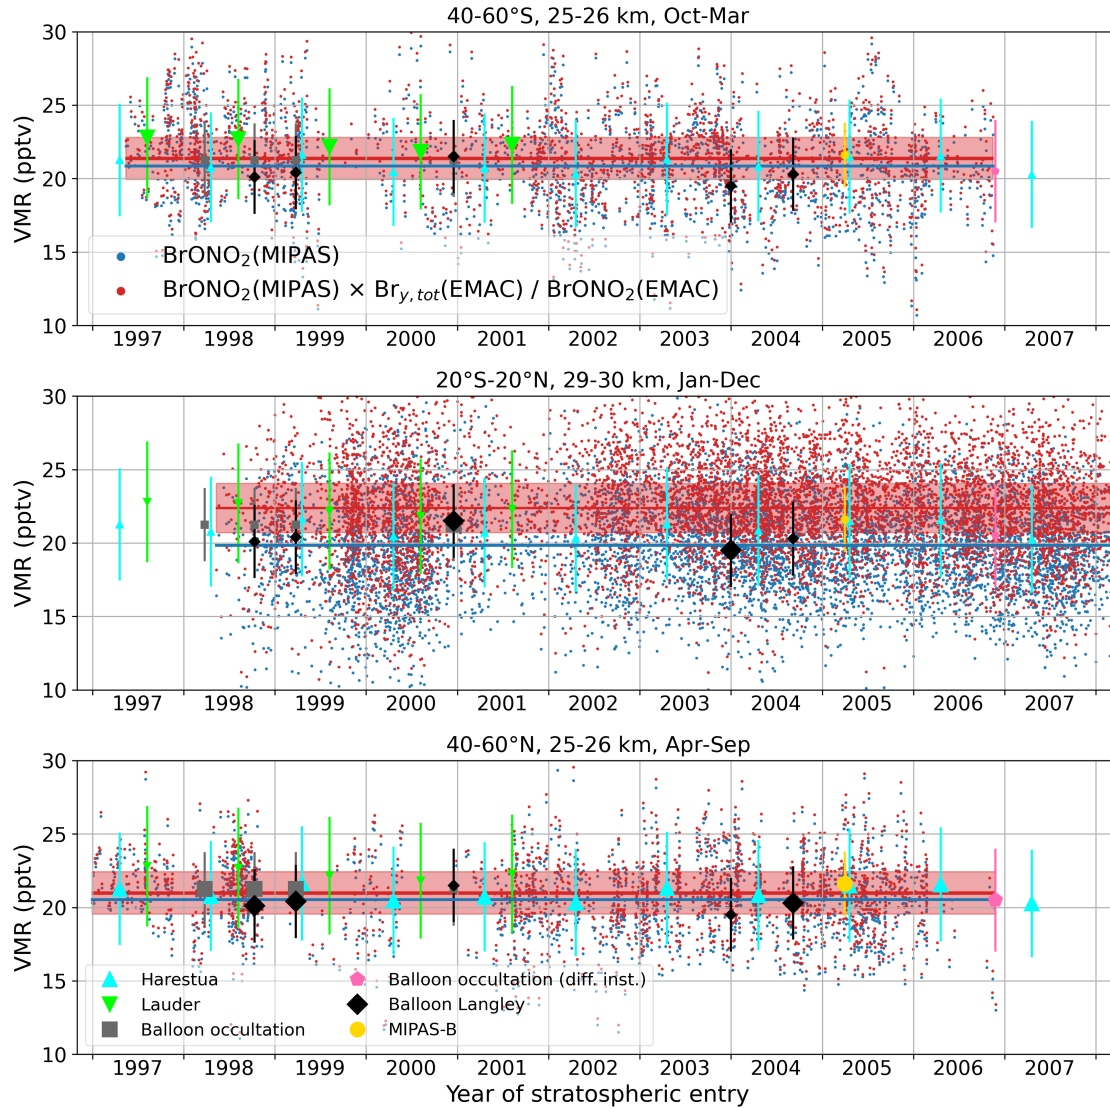 40-60°S, 25-26 km, Oct-Mar
30
25
20
15
10
VMR (pptv)
BrONO₂(MIPAS)
BrONO₂(MIPAS) × Br_{y,tot}(EMAC) / BrONO₂(EMAC)
1997 1998 1999 2000 2001 2002 2003 2004 2005 2006 2007
20°S-20°N, 29-30 km, Jan-Dec
30
25
20
15
10
VMR (pptv)
1997 1998 1999 2000 2001 2002 2003 2004 2005 2006 2007
40-60°N, 25-26 km, Apr-Sep
30
25
20
15
10
VMR (pptv)
Harestua
Lauder
Balloon occultation
Balloon occultation (diff. inst.)
Balloon Langley
MIPAS-B
1997 1998 1999 2000 2001 2002 2003 2004 2005 2006 2007
Year of stratospheric entry